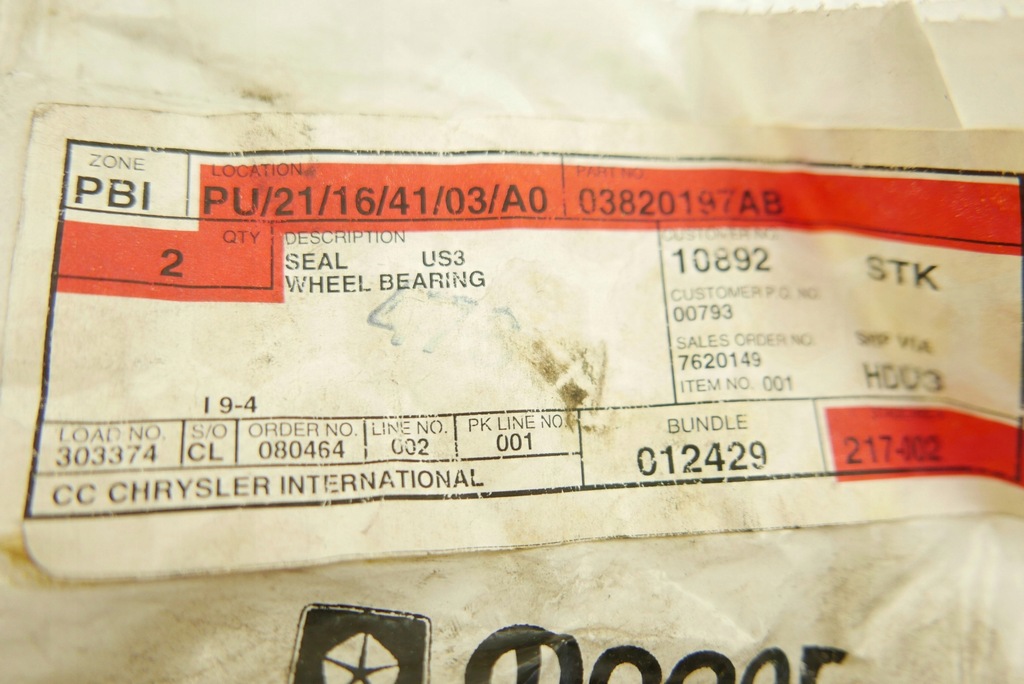 ZONE LOCATION PART NO.
PBI PU/21/16/41/03/A0 03820197AB
QTY DESCRIPTION CUSTOMER NO.
2 SEAL US3 10892 STK
WHEEL BEARING
CUSTOMER P.O. NO.
00793
SALES ORDER NO. SHIP VIA
7620149
ITEM NO. 001
I 9-4
LOAD NO. S/O ORDER NO. LINE NO. PK LINE NO. BUNDLE
303374 CL 080464 002 001 012429 217-002
CC CHRYSLER INTERNATIONAL
Mopar